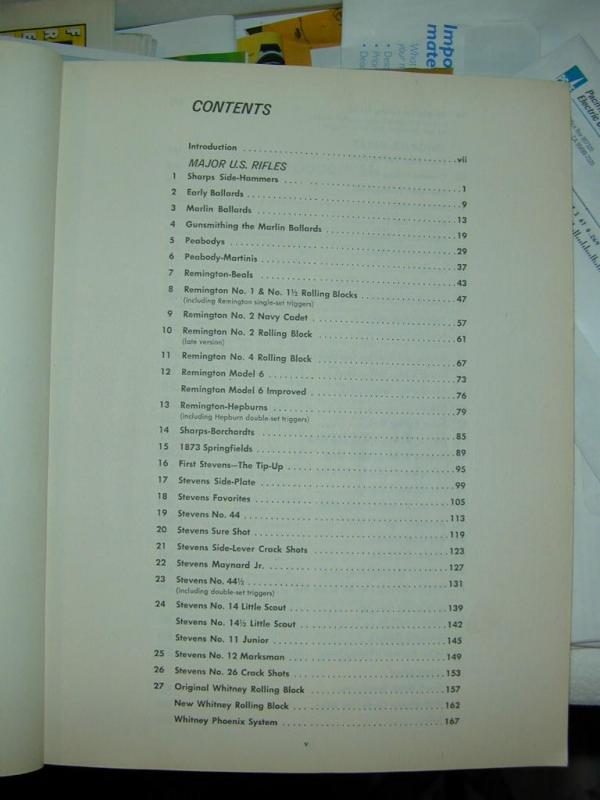 FREE
Impo
mate
What
your
• Desc
• Prio
• Dea
Pacific
Electric
CONTENTS
Introduction vii
MAJOR U.S. RIFLES
1 Sharps Side-Hammers 1
2 Early Ballards 9
3 Marlin Ballards 13
4 Gunsmithing the Marlin Ballards 19
5 Peabodys 29
6 Peabody-Martinis 37
7 Remington-Beals 43
8 Remington No. 1 & No. 1½ Rolling Blocks 47
(including Remington single-set triggers)
9 Remington No. 2 Navy Cadet 57
10 Remington No. 2 Rolling Block 61
(late version)
11 Remington No. 4 Rolling Block 67
12 Remington Model 6 73
Remington Model 6 Improved 76
13 Remington-Hepburns 79
(including Hepburn double-set triggers)
14 Sharps-Borchardts 85
15 1873 Springfields 89
16 First Stevens—The Tip-Up 95
17 Stevens Side-Plate 99
18 Stevens Favorites 105
19 Stevens No. 44 113
20 Stevens Sure Shot 119
21 Stevens Side-Lever Crack Shots 123
22 Stevens Maynard Jr. 127
23 Stevens No. 44½ 131
(including double-set triggers)
24 Stevens No. 14 Little Scout 139
Stevens No. 14½ Little Scout 142
Stevens No. 11 Junior 145
25 Stevens No. 12 Marksman 149
26 Stevens No. 26 Crack Shots 153
27 Original Whitney Rolling Block 157
New Whitney Rolling Block 162
Whitney Phoenix System 167
v